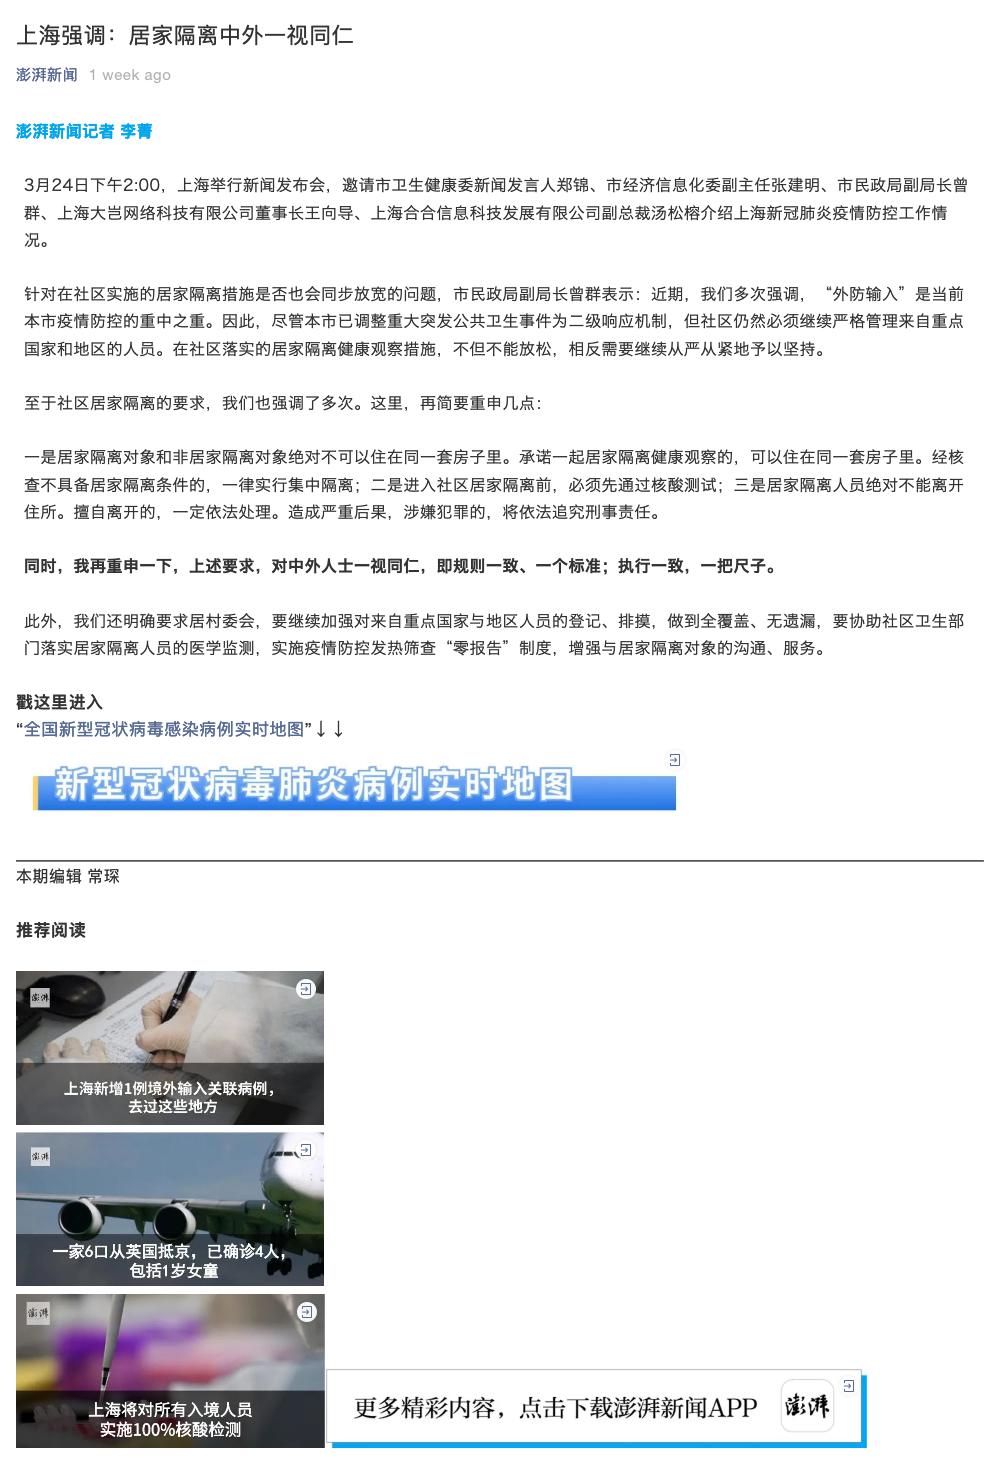 上海强调：居家隔离中外一视同仁
澎湃新闻 1 week ago
澎湃新闻记者 李菁
3月24日下午2:00，上海举行新闻发布会，邀请市卫生健康委新闻发言人郑锦、市经济信息化委副主任张建明、市民政局副局长曾
群、上海大岂网络科技有限公司董事长王向导、上海合合信息科技发展有限公司副总裁汤松榕介绍上海新冠肺炎疫情防控工作情
况。
针对在社区实施的居家隔离措施是否也会同步放宽的问题，市民政局副局长曾群表示：近期，我们多次强调，“外防输入”是当前
本市疫情防控的重中之重。因此，尽管本市已调整重大突发公共卫生事件为二级响应机制，但社区仍然必须继续严格管理来自重点
国家和地区的人员。在社区落实的居家隔离健康观察措施，不但不能放松，相反需要继续从严从紧地予以坚持。
至于社区居家隔离的要求，我们也强调了多次。这里，再简要重申几点：
一是居家隔离对象和非居家隔离对象绝对不可以住在同一套房子里。承诺一起居家隔离健康观察的，可以住在同一套房子里。经核
查不具备居家隔离条件的，一律实行集中隔离；二是进入社区居家隔离前，必须先通过核酸测试；三是居家隔离人员绝对不能离开
住所。擅自离开的，一定依法处理。造成严重后果，涉嫌犯罪的，将依法追究刑事责任。
同时，我再重申一下，上述要求，对中外人士一视同仁，即规则一致、一个标准；执行一致，一把尺子。
此外，我们还明确要求居村委会，要继续加强对来自重点国家与地区人员的登记、排摸，做到全覆盖、无遗漏，要协助社区卫生部
门落实居家隔离人员的医学监测，实施疫情防控发热筛查“零报告”制度，增强与居家隔离对象的沟通、服务。
戳这里进入
“全国新型冠状病毒感染病例实时地图”↓↓
新型冠状病毒肺炎病例实时地图
本期编辑 常琛
推荐阅读
澎湃
上海新增1例境外输入关联病例，
去过这些地方
澎湃
一家6口从英国抵京，已确诊4人，
包括1岁女童
澎湃
上海将对所有入境人员
实施100%核酸检测
更多精彩内容，点击下载澎湃新闻APP
澎湃